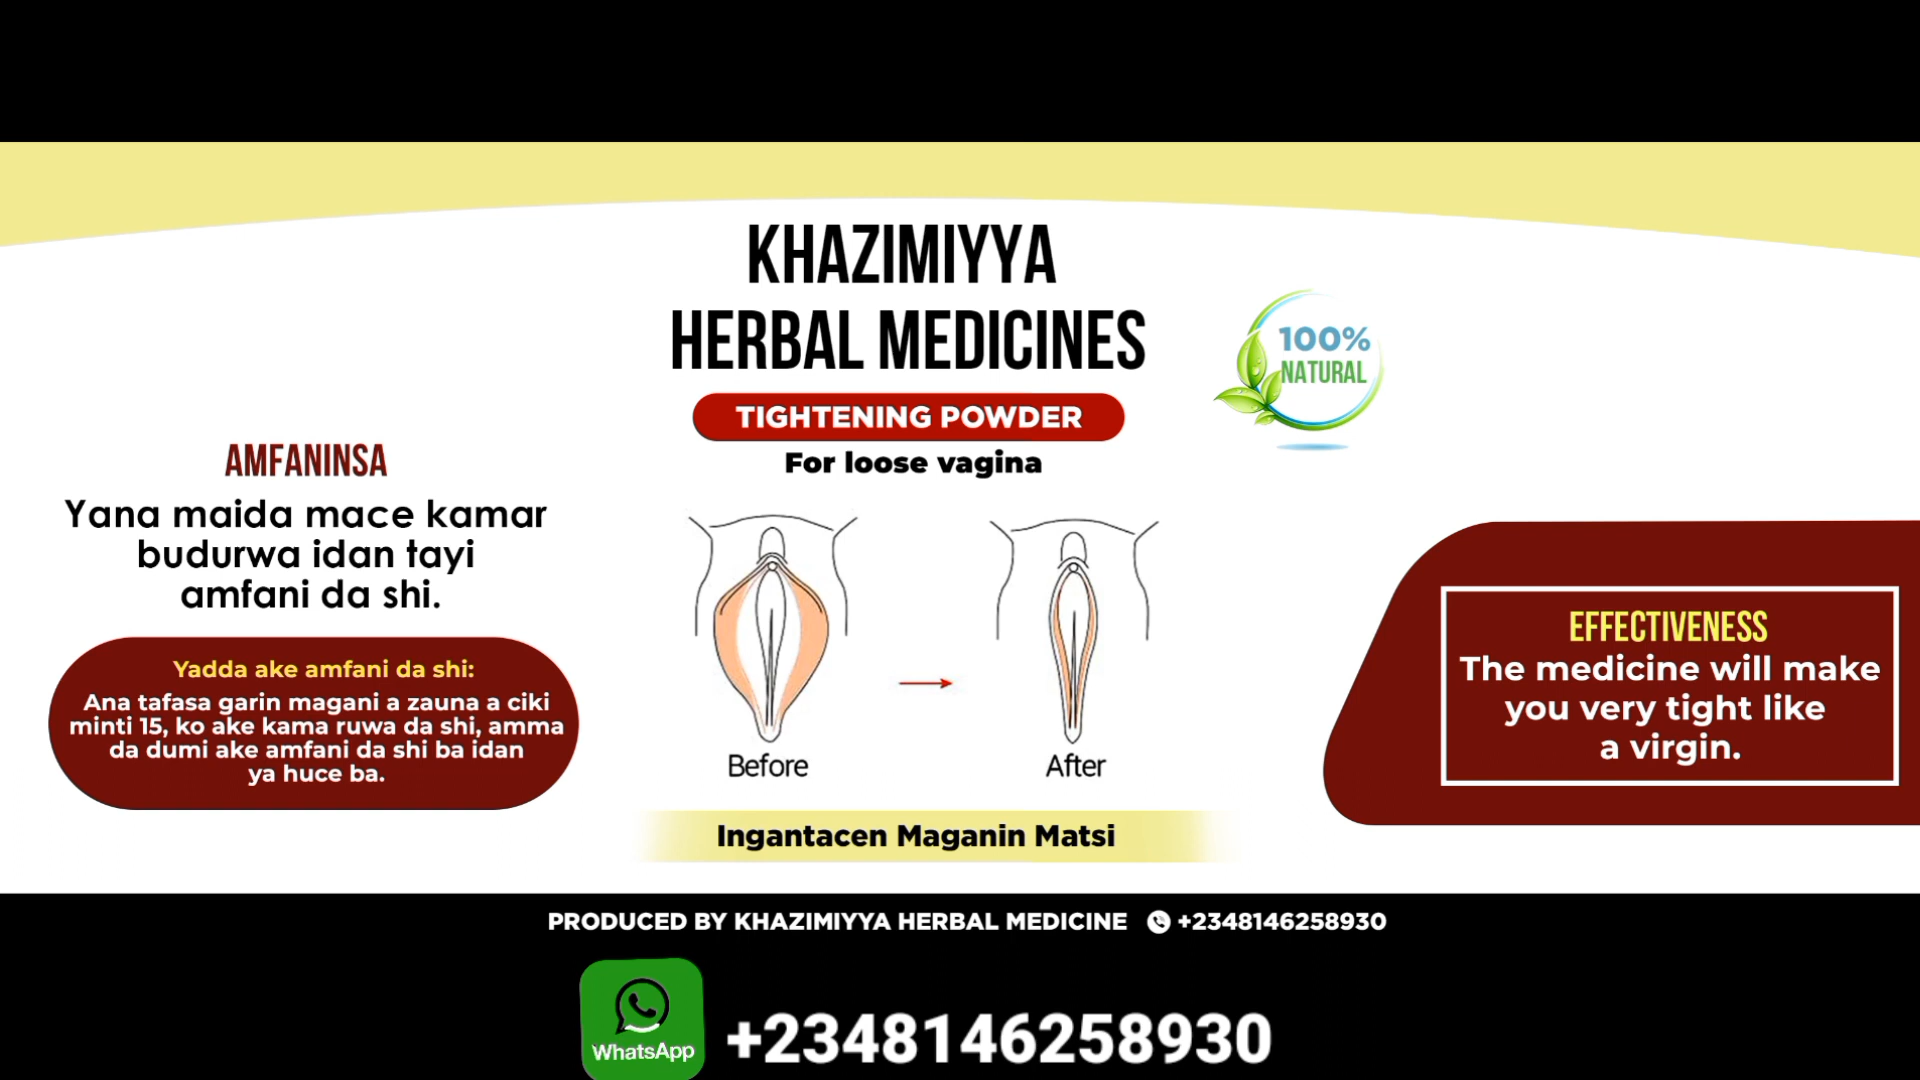 KHAZIMIYYA
HERBAL MEDICINES
TIGHTENING POWDER
For loose vagina
100%
NATURAL
AMFANINSA
Yana maida mace kamar
budurwa idan tayi
amfani da shi.
Yadda ake amfani da shi:
Ana tafasa garin magani a zauna a ciki
minti 15, ko ake kama ruwa da shi, amma
da dumi ake amfani da shi ba idan
ya huce ba.
Before
After
Ingantacen Maganin Matsi
EFFECTIVENESS
The medicine will make
you very tight like
a virgin.
PRODUCED BY KHAZIMIYYA HERBAL MEDICINE +2348146258930
WhatsApp
+2348146258930